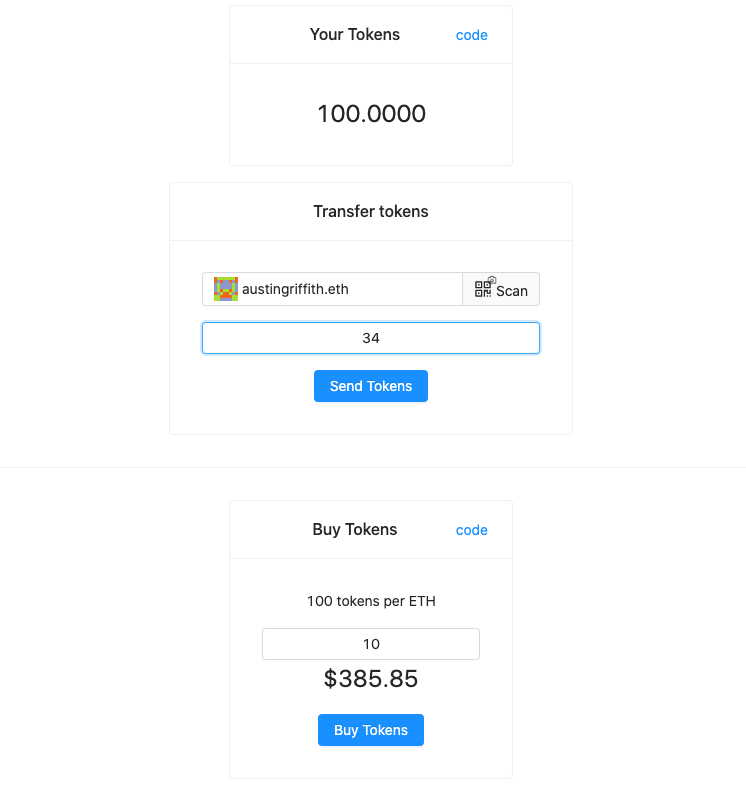 Your Tokens code
100.0000
Transfer tokens
austingriffith.eth Scan
34
Send Tokens
Buy Tokens code
100 tokens per ETH
10
$385.85
Buy Tokens